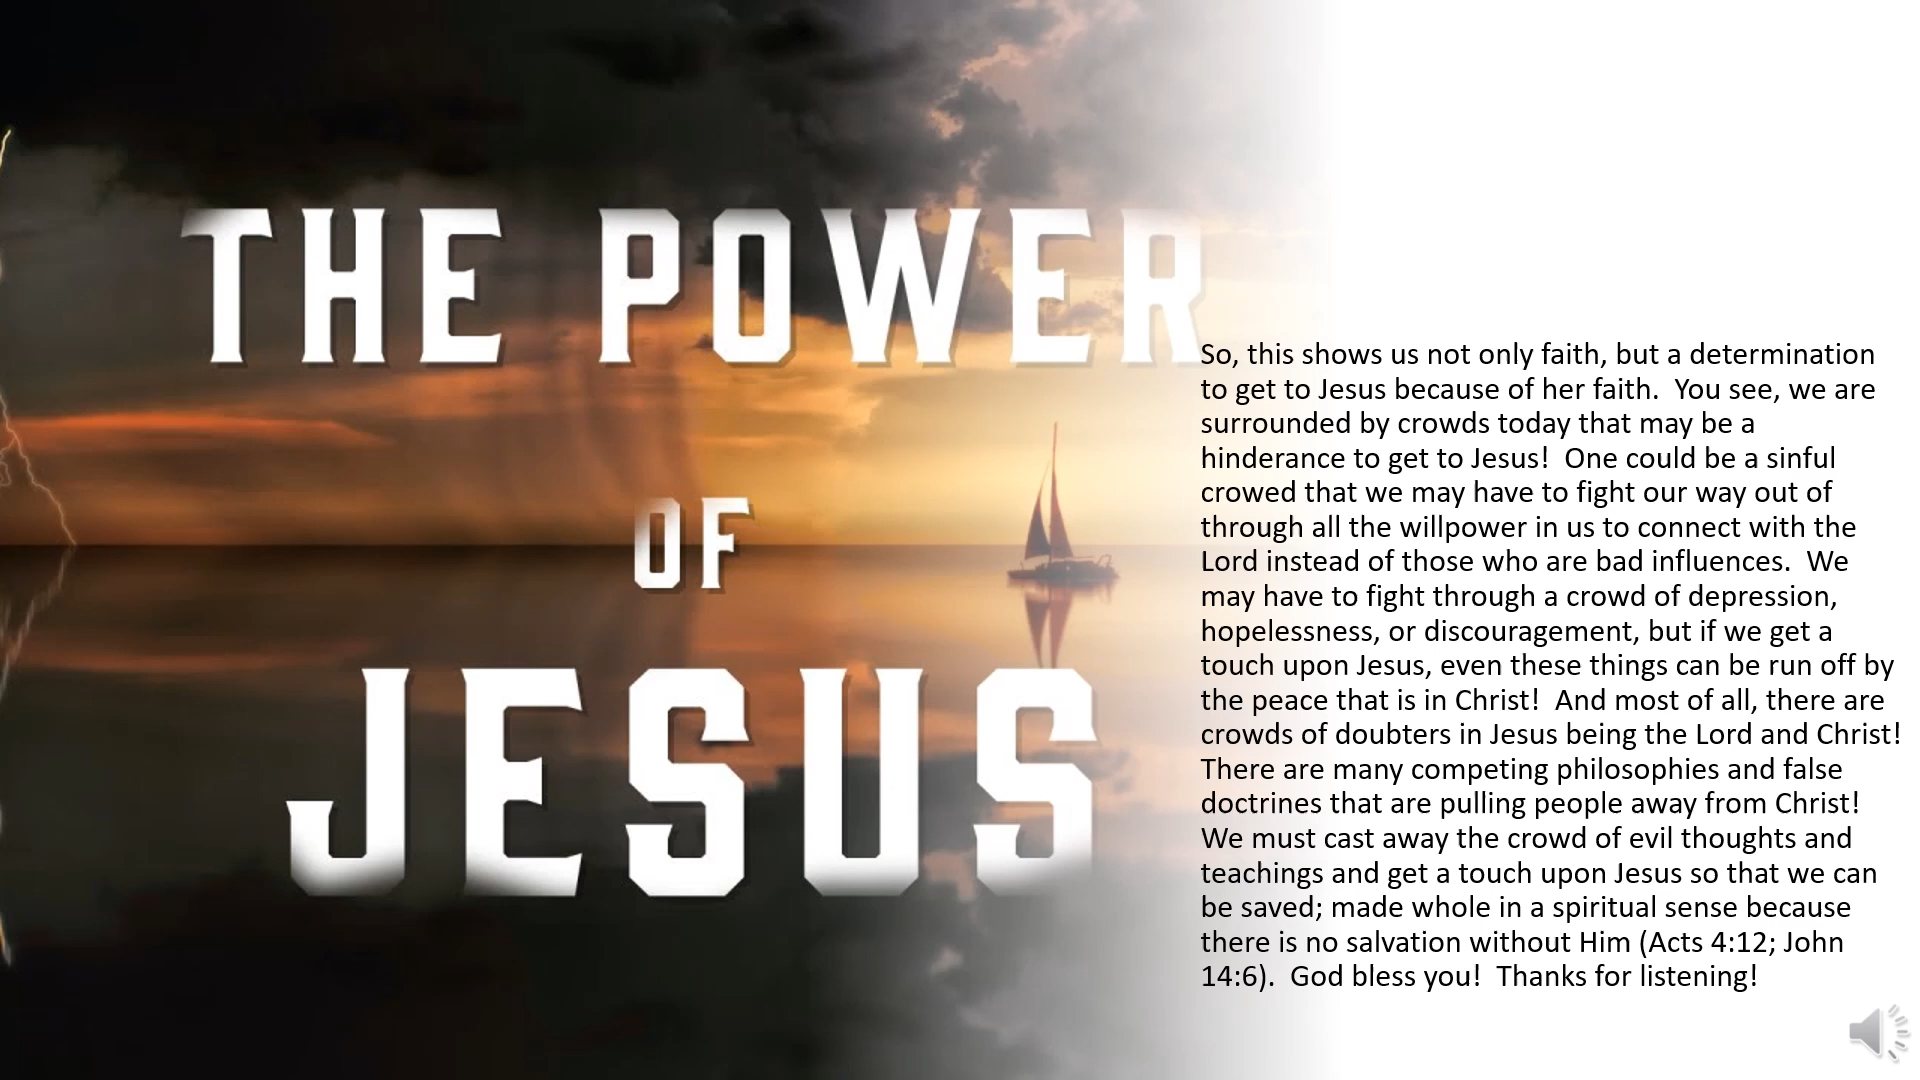 THE POWER
OF
JESUS
So, this shows us not only faith, but a determination
to get to Jesus because of her faith.  You see, we are
surrounded by crowds today that may be a
hinderance to get to Jesus!  One could be a sinful
crowed that we may have to fight our way out of
through all the willpower in us to connect with the
Lord instead of those who are bad influences.  We
may have to fight through a crowd of depression,
hopelessness, or discouragement, but if we get a
touch upon Jesus, even these things can be run off by
the peace that is in Christ!  And most of all, there are
crowds of doubters in Jesus being the Lord and Christ!
There are many competing philosophies and false
doctrines that are pulling people away from Christ!
We must cast away the crowd of evil thoughts and
teachings and get a touch upon Jesus so that we can
be saved; made whole in a spiritual sense because
there is no salvation without Him (Acts 4:12; John
14:6).  God bless you!  Thanks for listening!